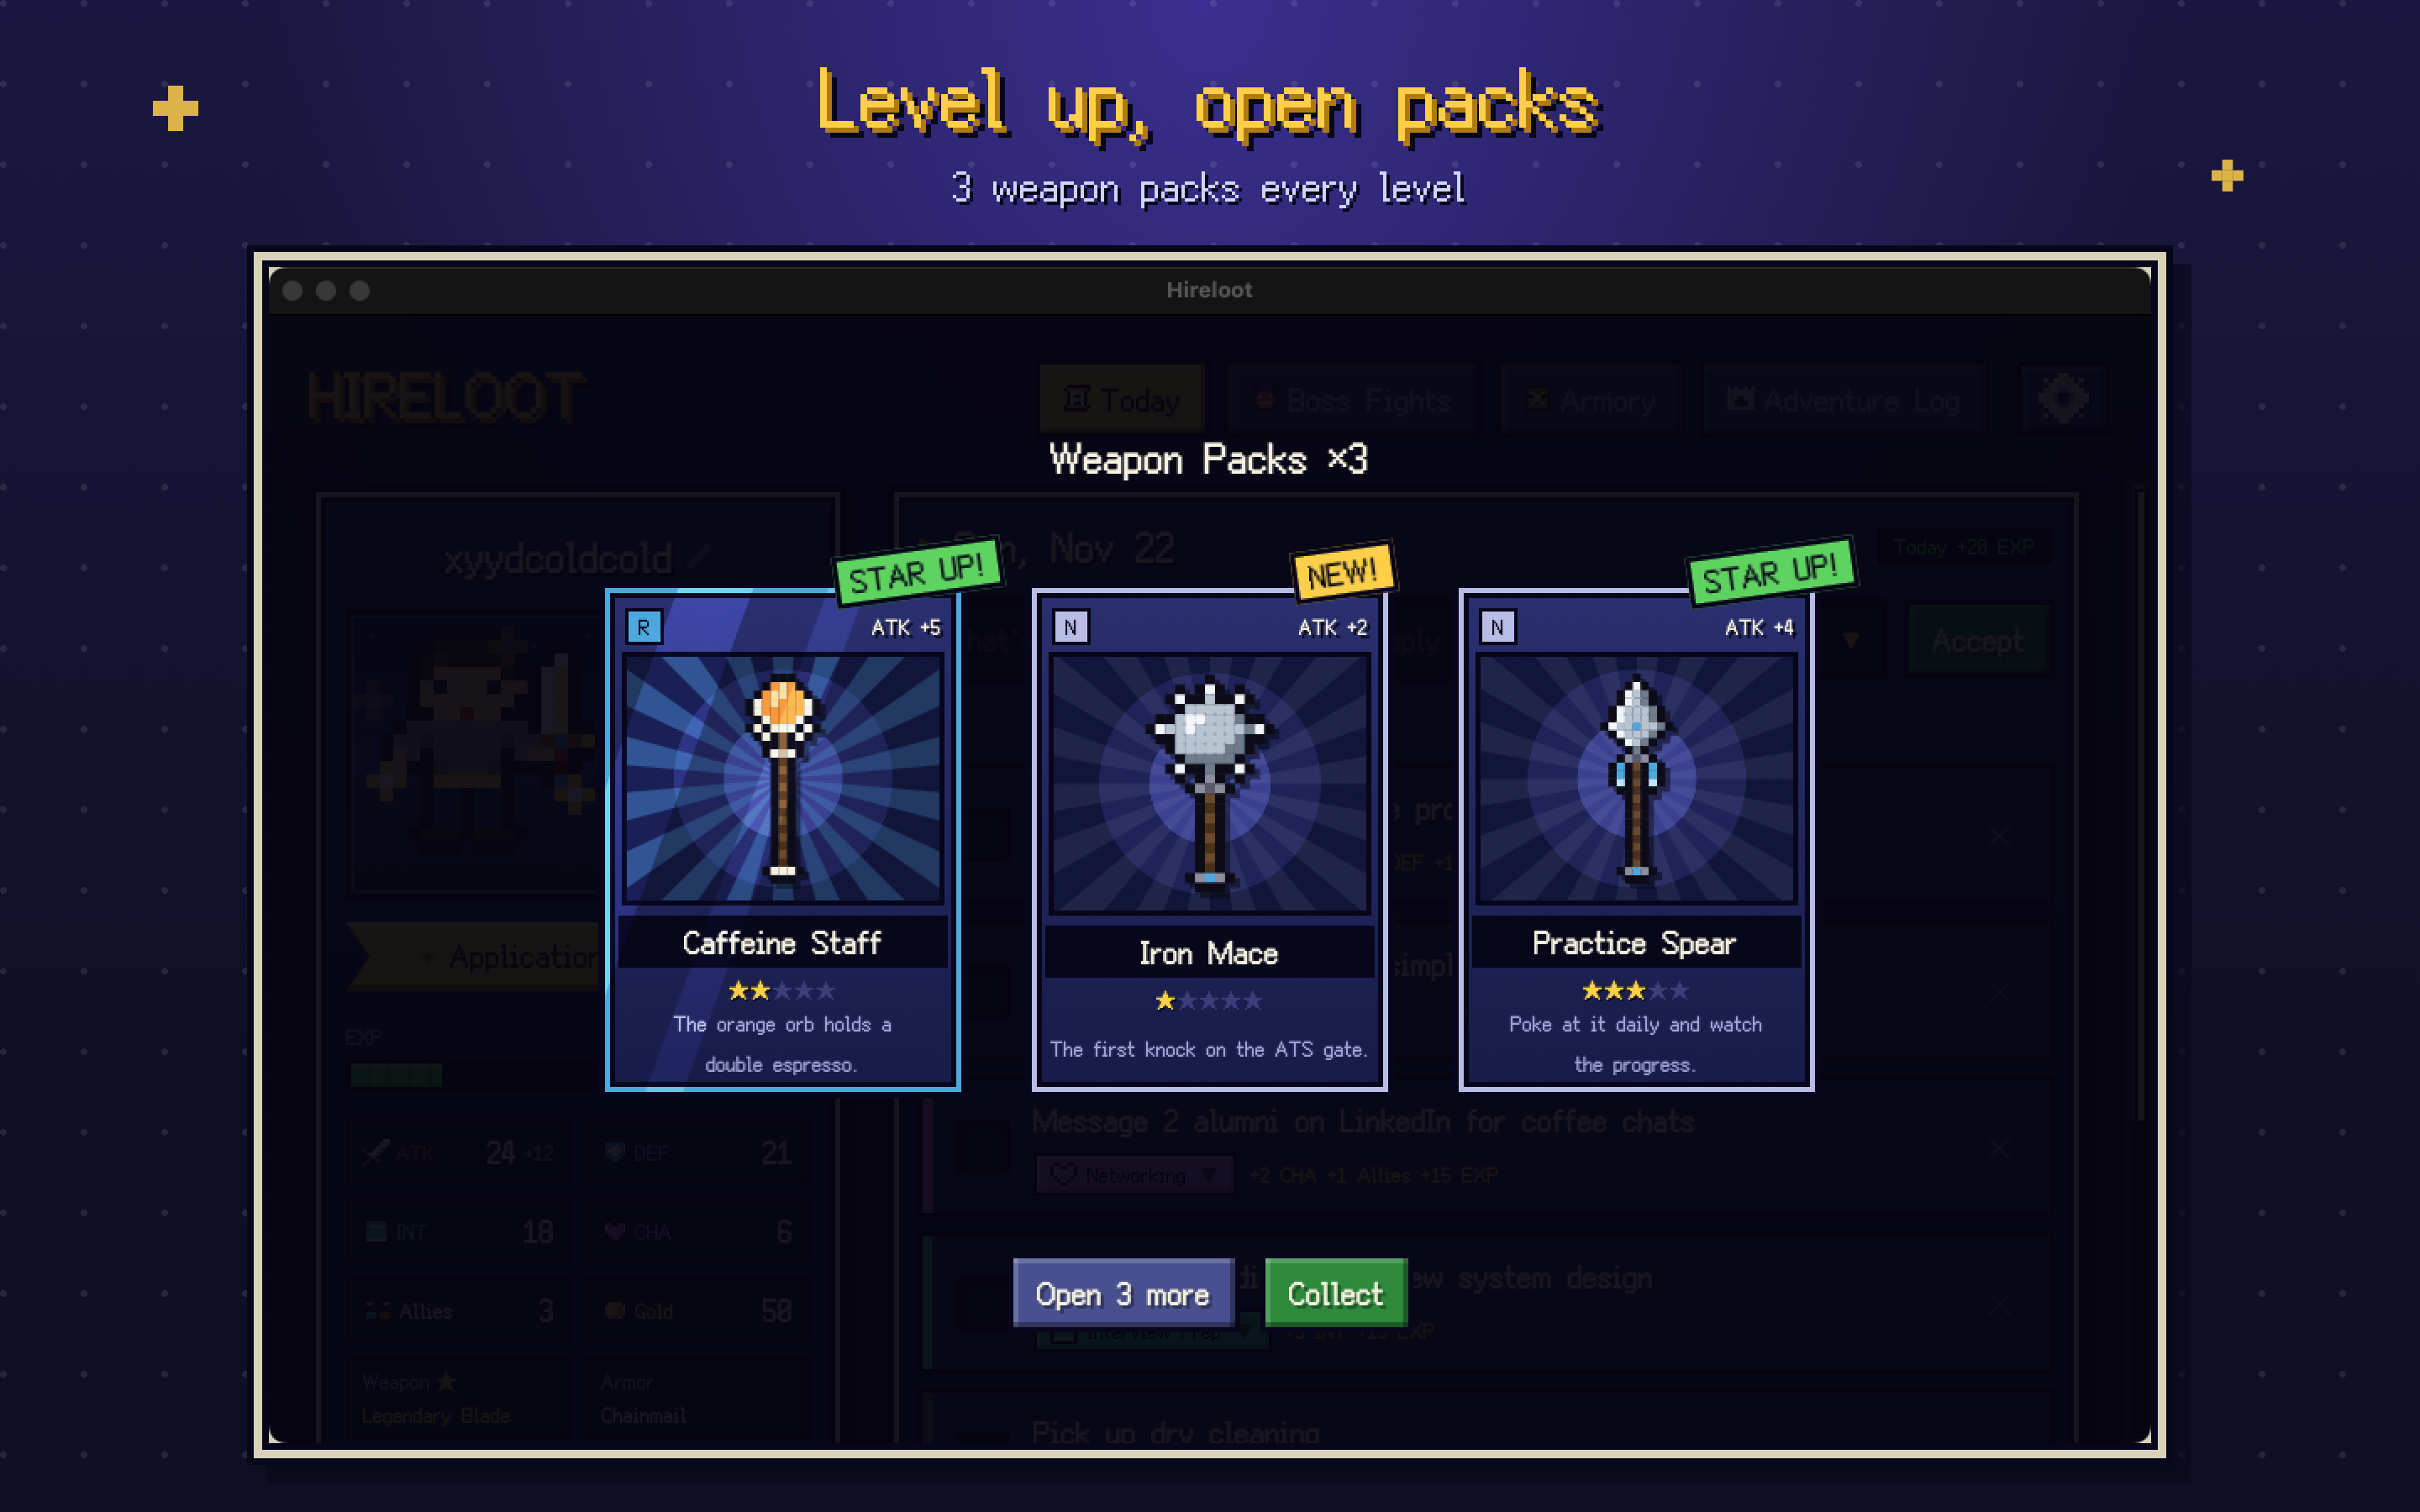 Level up, open packs
3 weapon packs every level
Hireloot
HIRELOOT
Today
Boss Fights
Armory
Adventure Log
Weapon Packs ×3
xyydcoldcold
n, Nov 22
Today +20 EXP
STAR UP!
NEW!
STAR UP!
R
ATK +5
N
ATK +2
N
ATK +4
Accept
Caffeine Staff
The orange orb holds a
double espresso.
Iron Mace
The first knock on the ATS gate.
Practice Spear
Poke at it daily and watch
the progress.
Application
EXP
ATK
24 +12
DEF
21
INT
18
CHA
6
Allies
3
Gold
50
Weapon
Legendary Blade
Armor
Chainmail
Message 2 alumni on LinkedIn for coffee chats
Networking
+2 CHA +1 Allies +15 EXP
system design
Interview Prep
Open 3 more
Collect
Pick up dry cleaning